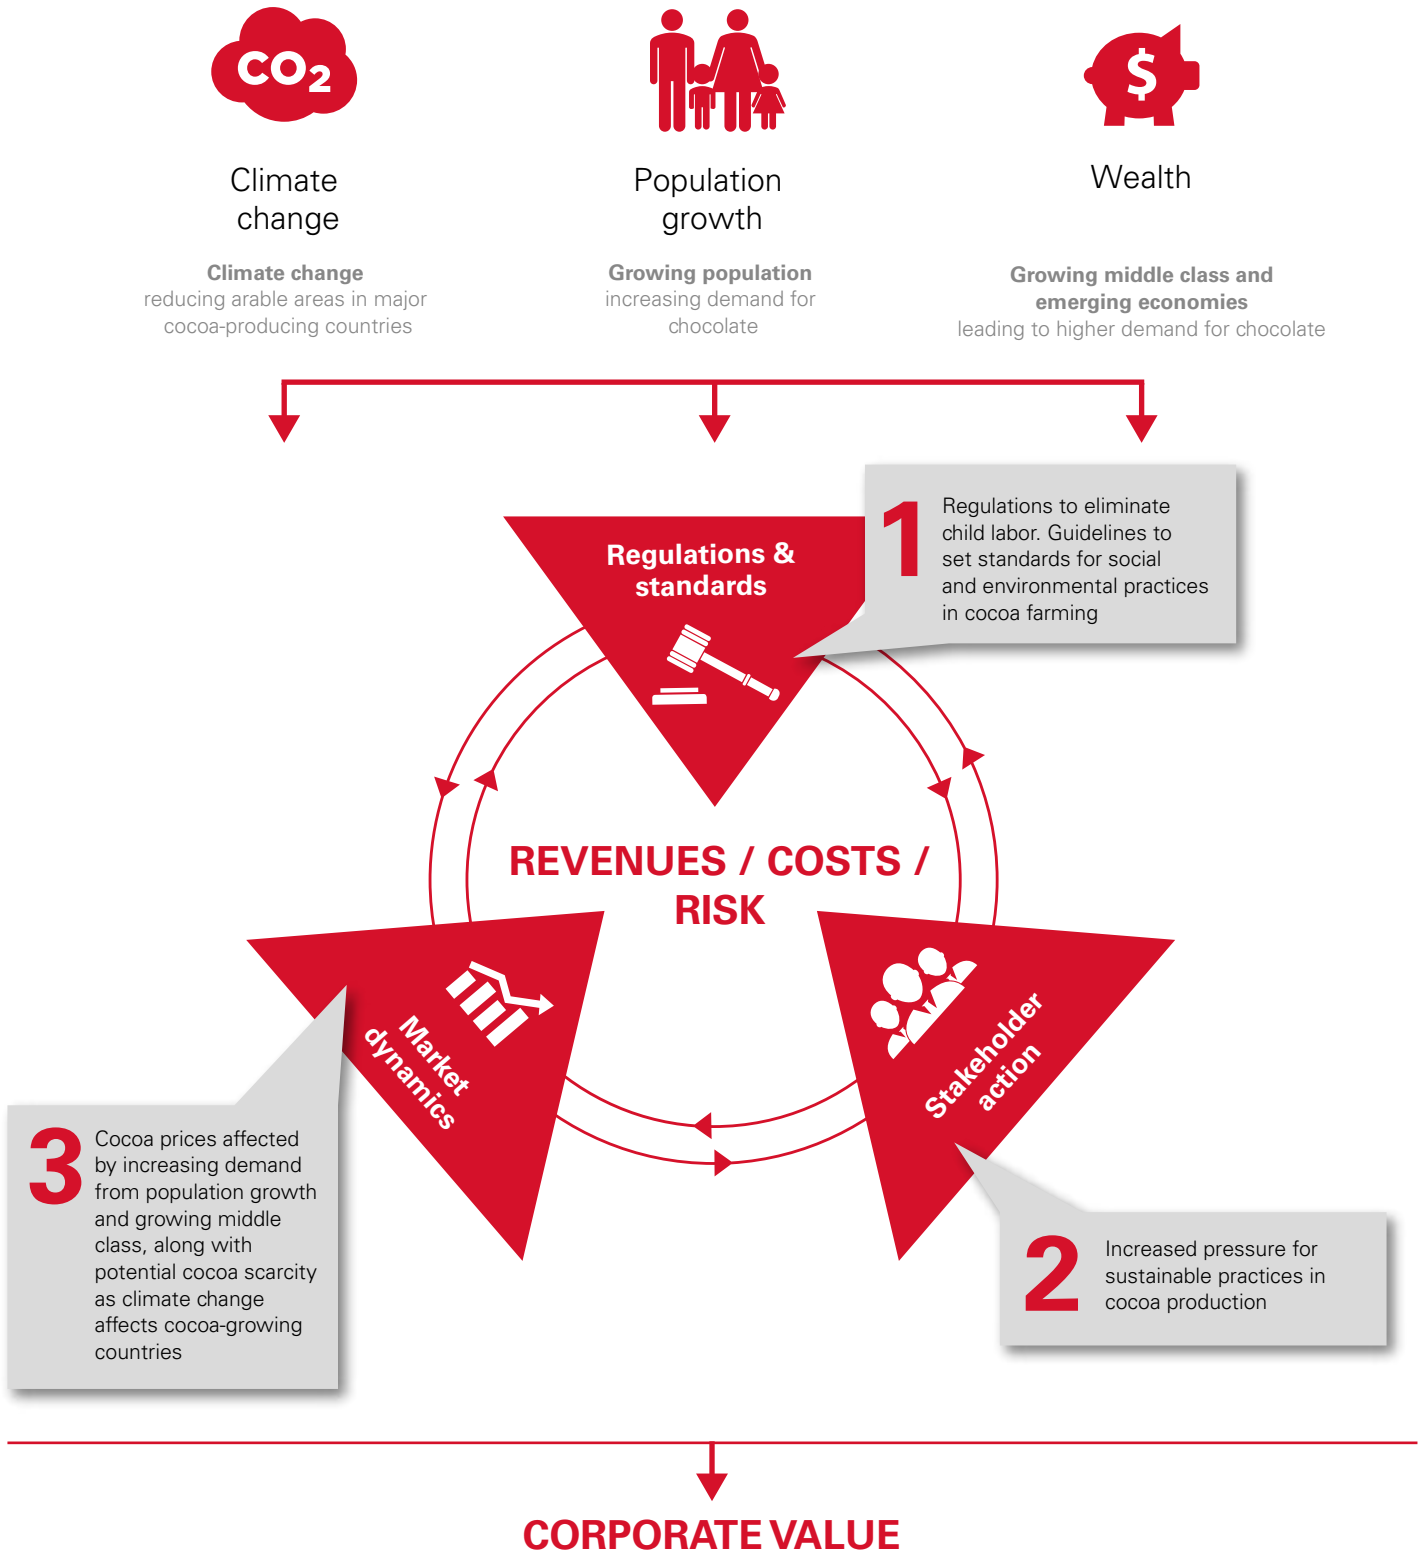 CO2
$
Climate
change
Population
growth
Wealth
Climate change
reducing arable areas in major
cocoa-producing countries
Growing population
increasing demand for
chocolate
Growing middle class and
emerging economies
leading to higher demand for chocolate
Regulations &
standards
1
Regulations to eliminate
child labor. Guidelines to
set standards for social
and environmental practices
in cocoa farming
REVENUES / COSTS /
RISK
Market
dynamics
Stakeholder
action
3
Cocoa prices affected
by increasing demand
from population growth
and growing middle
class, along with
potential cocoa scarcity
as climate change
affects cocoa-growing
countries
2
Increased pressure for
sustainable practices in
cocoa production
CORPORATE VALUE